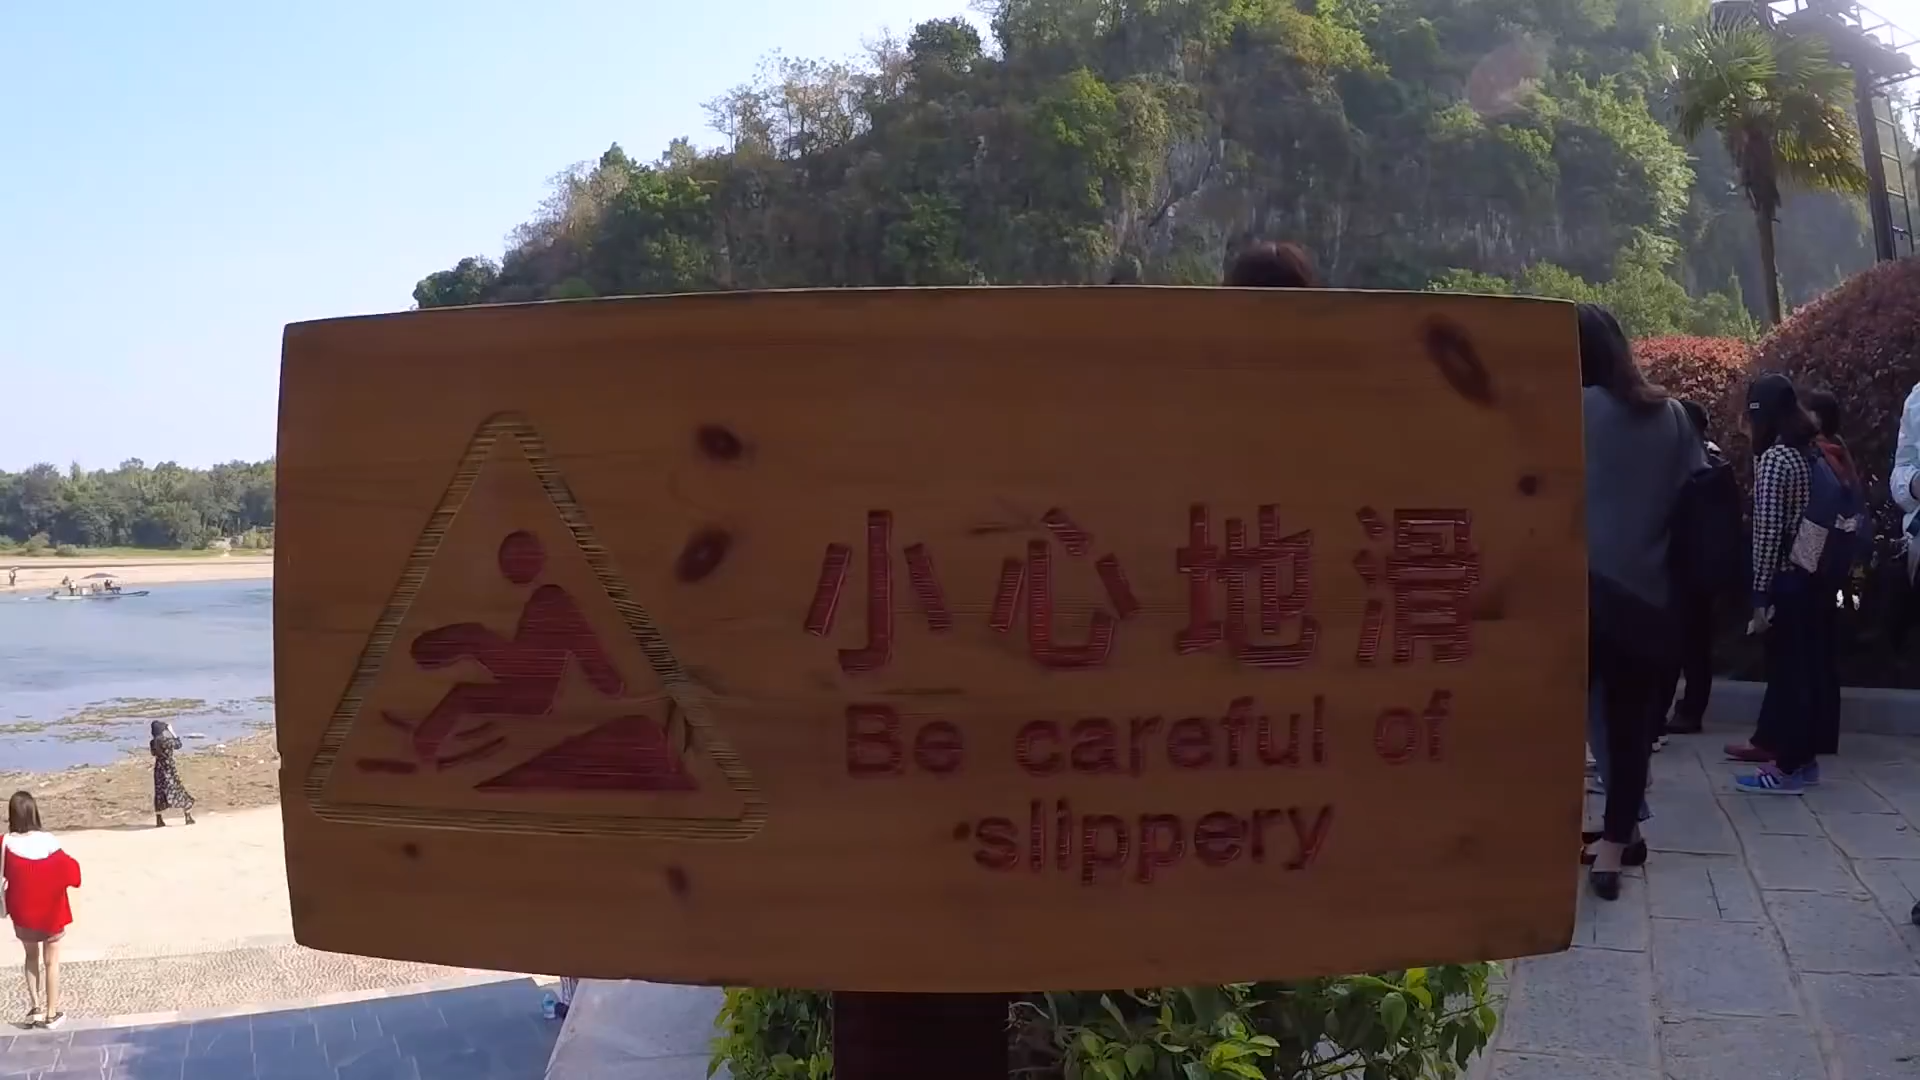 小心地滑
Be careful of
slippery